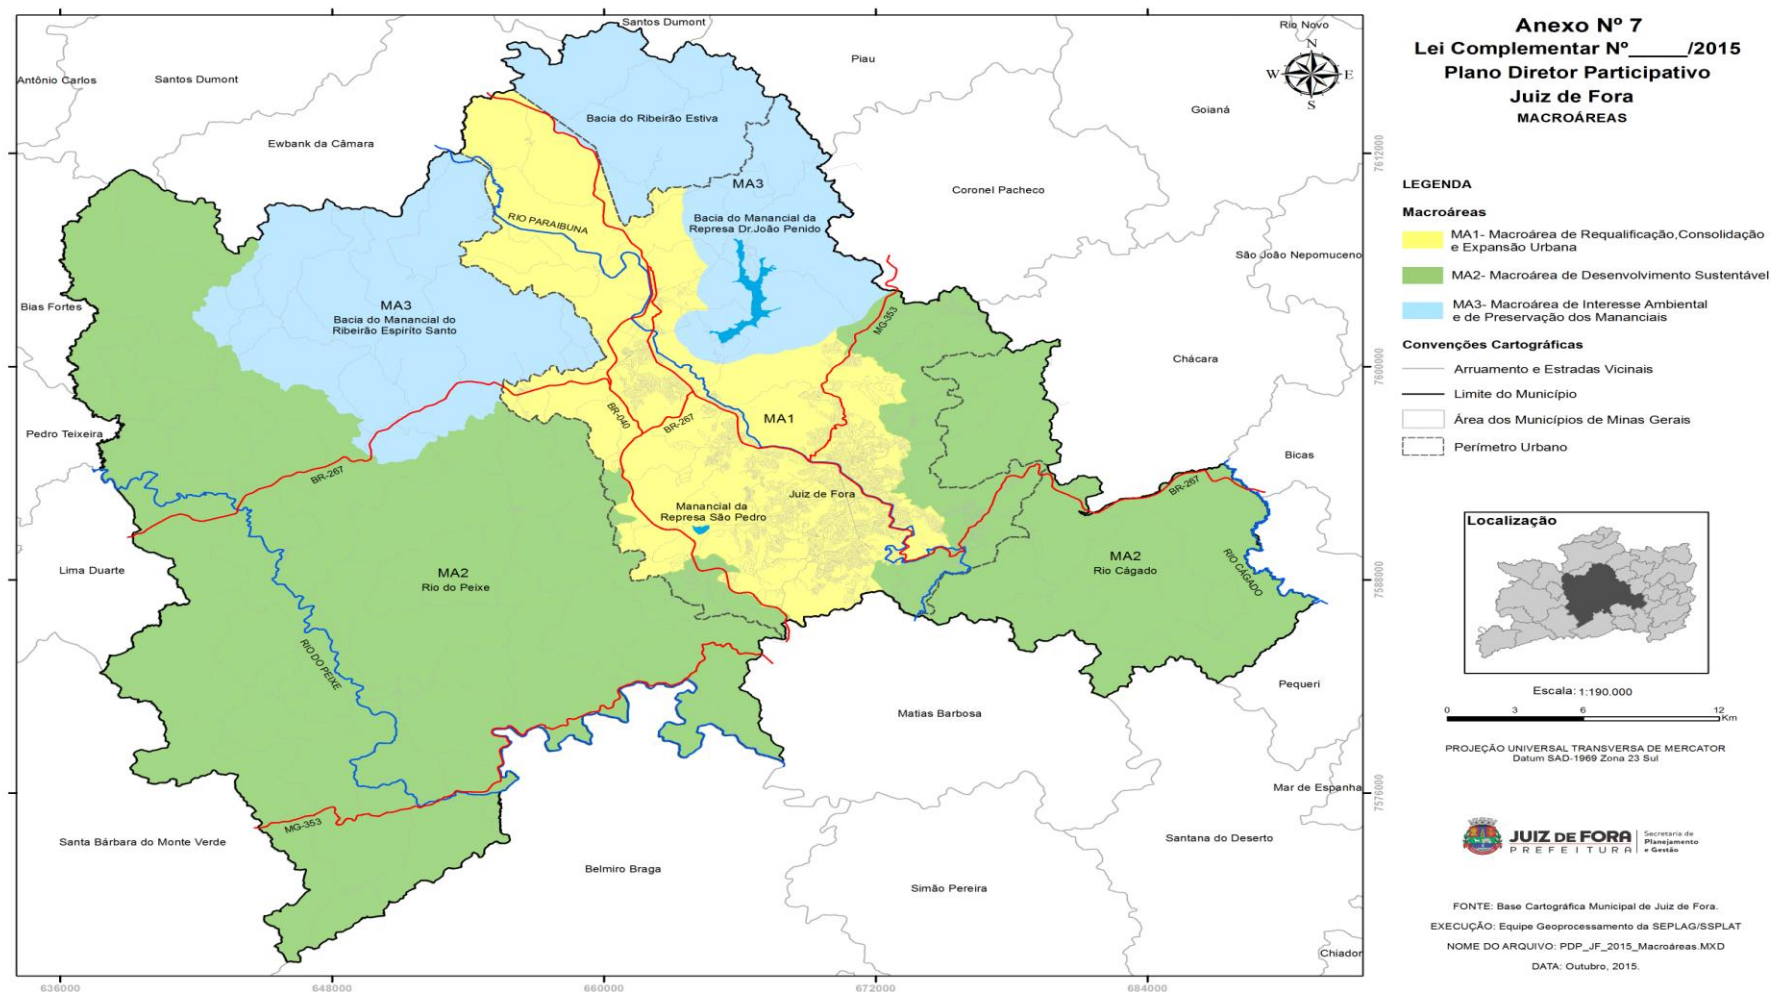 Anexo Nº 7
Lei Complementar Nº_____/2015
Plano Diretor Participativo
Juiz de Fora
MACROÁREAS
LEGENDA
Macroáreas
MA1- Macroárea de Requalificação,Consolidação
e Expansão Urbana
MA2- Macroárea de Desenvolvimento Sustentável
MA3- Macroárea de Interesse Ambiental
e de Preservação dos Mananciais
Convenções Cartográficas
Arruamento e Estradas Vicinais
Limite do Município
Área dos Municípios de Minas Gerais
Perímetro Urbano
Localização
Escala: 1:190.000
0 3 6 12
Km
PROJEÇÃO UNIVERSAL TRANSVERSA DE MERCATOR
Datum SAD-1969 Zona 23 Sul
JUIZ DE FORA
PREFEITURA
Secretaria de
Planejamento
e Gestão
FONTE: Base Cartográfica Municipal de Juiz de Fora.
EXECUÇÃO: Equipe Geoprocessamento da SEPLAG/SSPLAT
NOME DO ARQUIVO: PDP_JF_2015_Macroáreas.MXD
DATA: Outubro, 2015.
Santos Dumont
Rio Novo
N
W E
S
Antônio Carlos
Santos Dumont
Piau
Goianá
Bacia do Ribeirão Estiva
Ewbank da Câmara
Coronel Pacheco
MA3
Bacia do Manancial da
Represa Dr.João Penido
RIO PARAIBUNA
São João Nepomuceno
Bias Fortes
MA3
Bacia do Manancial do
Ribeirão Espírito Santo
MG-353
Chácara
BR-040
BR-267
MA1
Pedro Teixeira
BR-267
Bicas
BR-267
Juiz de Fora
Manancial da
Represa São Pedro
MA2
Rio Cágado
RIO CÁGADO
Lima Duarte
MA2
Rio do Peixe
RIO DO PEIXE
Pequeri
Matias Barbosa
Mar de Espanha
MG-353
Santa Bárbara do Monte Verde
Santana do Deserto
Belmiro Braga
Simão Pereira
Chiador
7612000
7600000
7588000
7576000
636000 648000 660000 672000 684000